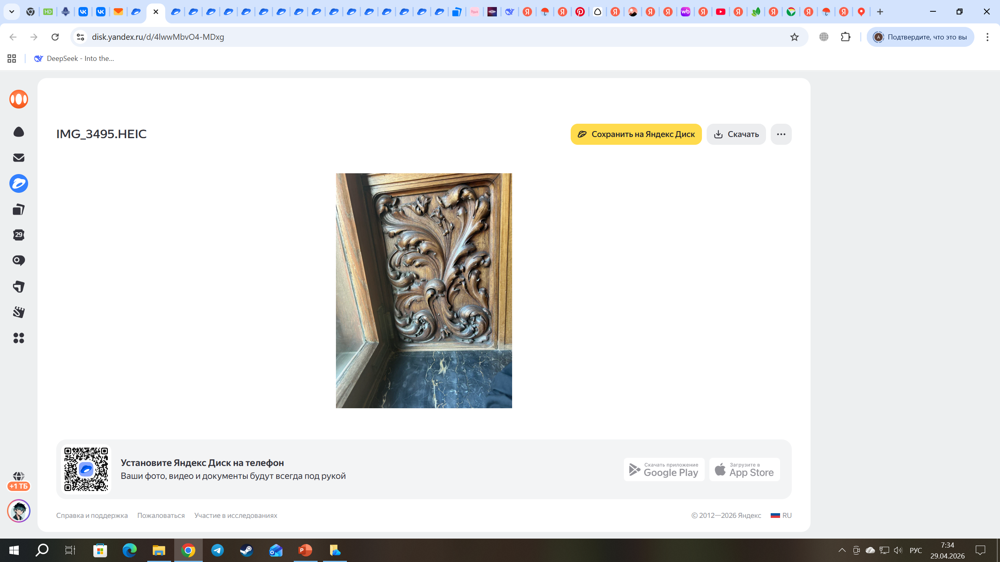 HD
wb
disk.yandex.ru/d/4lwwMbvO4-MDxg
A
Подтвердите, что это вы
DeepSeek - Into the...
IMG_3495.HEIC
Сохранить на Яндекс Диск
Скачать
29
Установите Яндекс Диск на телефон
Ваши фото, видео и документы будут всегда под рукой
Скачать приложение
Google Play
Загрузите в
App Store
+1 ТБ
Справка и поддержка
Пожаловаться
Участие в исследованиях
© 2012—2026 Яндекс
RU
РУС
7:34
29.04.2026